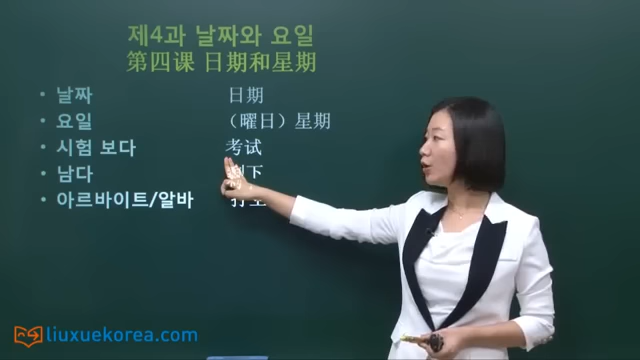 제4과 날짜와 요일
第四课 日期和星期
• 날짜 日期
• 요일 （曜日）星期
• 시험 보다 考试
• 남다 下
• 아르바이트/알바 打
liuxuekorea.com